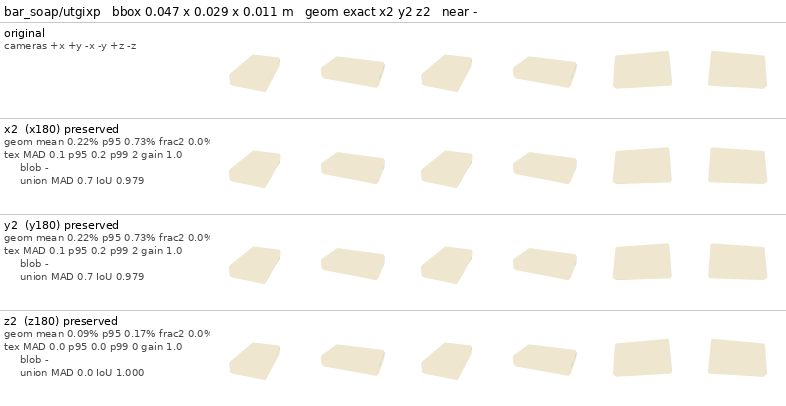 bar_soap/utgixp   bbox 0.047 x 0.029 x 0.011 m   geom exact x2 y2 z2   near -
original
cameras +x +y -x -y +z -z
x2  (x180) preserved
geom mean 0.22% p95 0.73% frac2 0.0%
tex MAD 0.1 p95 0.2 p99 2 gain 1.0
blob -
union MAD 0.7 IoU 0.979
y2  (y180) preserved
geom mean 0.22% p95 0.73% frac2 0.0%
tex MAD 0.1 p95 0.2 p99 2 gain 1.0
blob -
union MAD 0.7 IoU 0.979
z2  (z180) preserved
geom mean 0.09% p95 0.17% frac2 0.0%
tex MAD 0.0 p95 0.0 p99 0 gain 1.0
blob -
union MAD 0.0 IoU 1.000